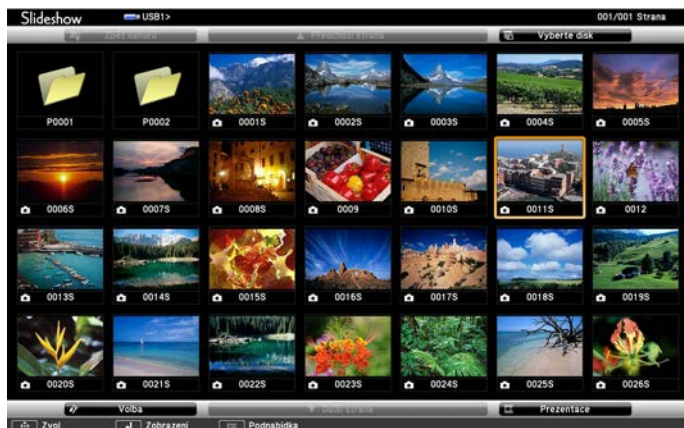 Slideshow USB1> 001/001 Strana
Zpět nahoru ▲ Předchozí strana Vyberte disk
P0001 P0002 0001S 0002S 0003S 0004S 0005S
0006S 0007S 0008S 0009 0010S 0011S 0012
0013S 0014S 0015S 0016S 0017S 0018S 0019S
0020S 0021S 0022S 0023S 0024S 0025S 0026S
Volba ▼ Další strana Prezentace
Zvol Zobrazení Podnabídka